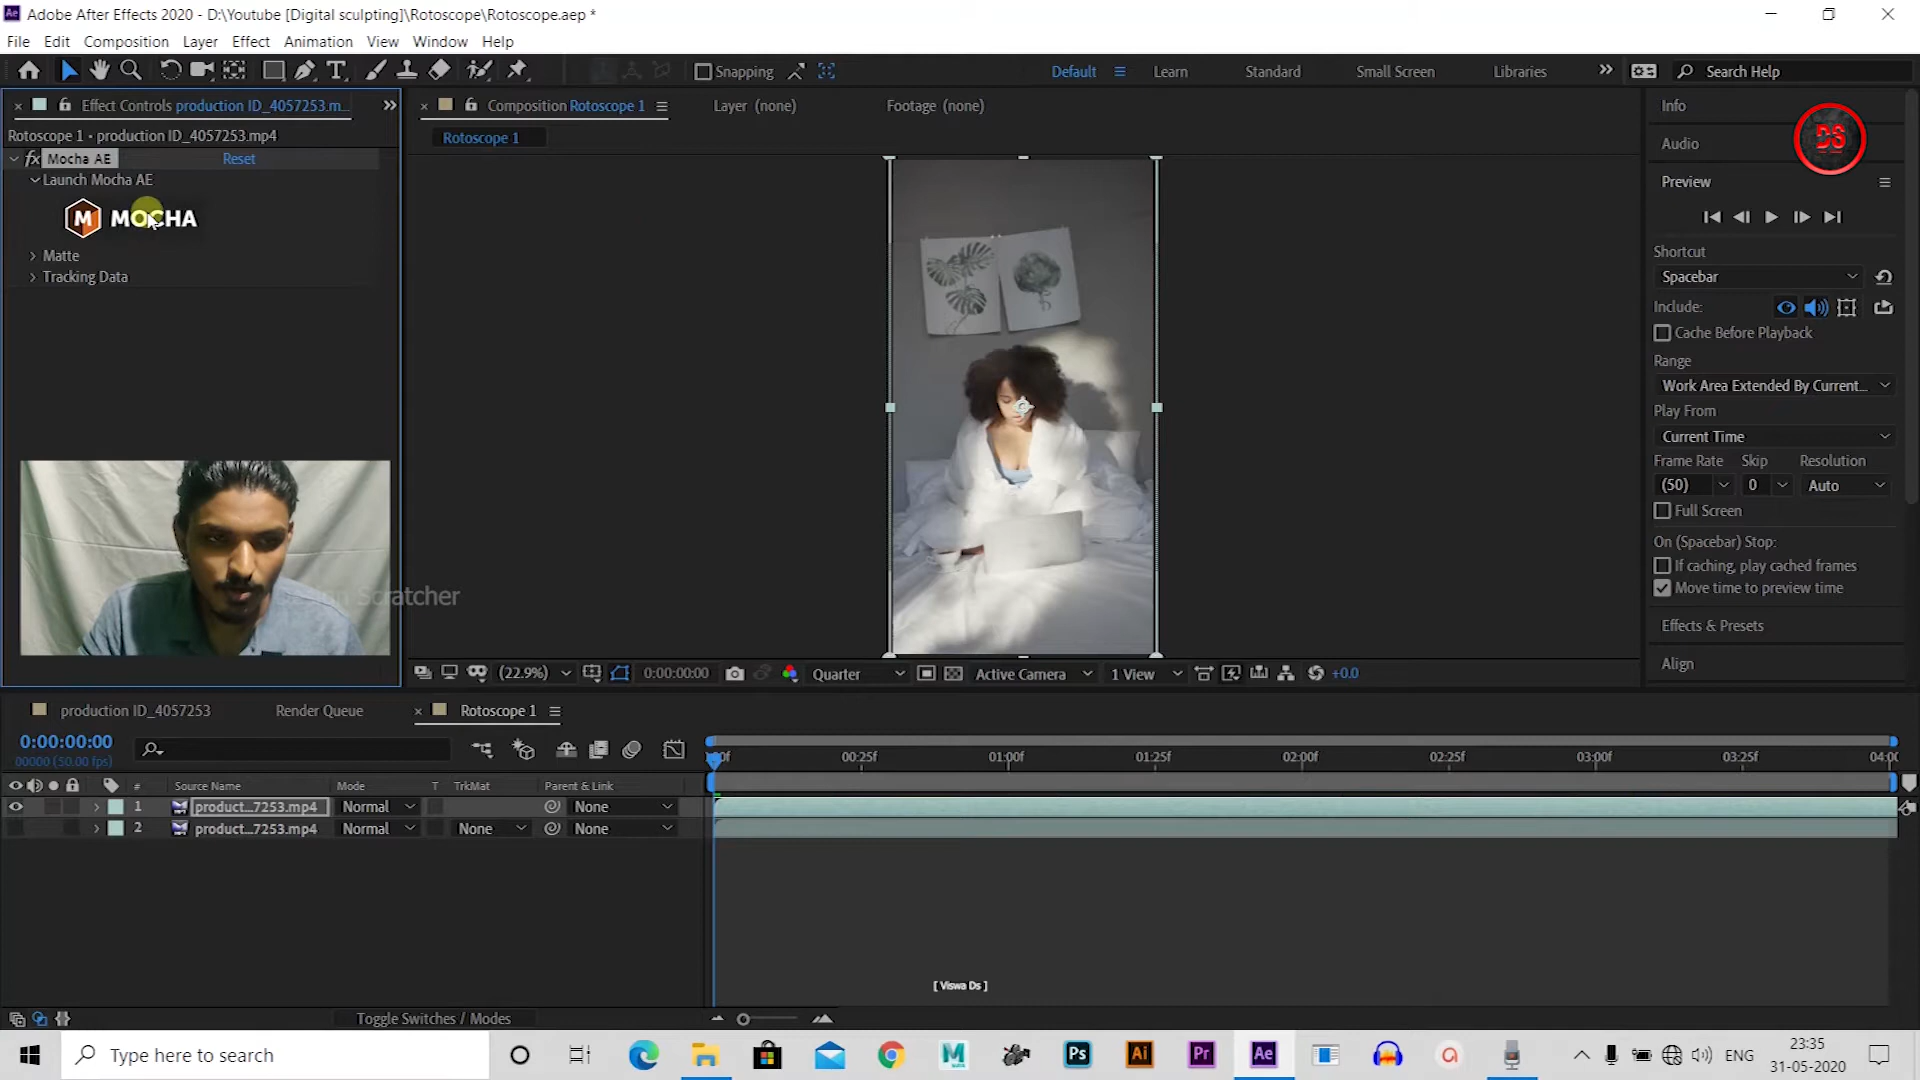 Adobe After Effects 2020 - D:\Youtube [Digital sculpting]\Rotoscope\Rotoscope.aep *
File Edit Composition Layer Effect Animation View Window Help
Snapping
Default Learn Standard Small Screen Libraries Search Help
Effect Controls production ID_4057253.m...
Composition Rotoscope 1 Layer (none) Footage (none)
Info
Rotoscope 1 • production ID_4057253.mp4
Rotoscope 1
DS
Audio
fx Mocha AE Reset
Launch Mocha AE
M MOCHA
Matte
Tracking Data
Preview
Shortcut
Spacebar
Include:
Cache Before Playback
Range
Work Area Extended By Current...
Play From
Current Time
Frame Rate Skip Resolution
(50) 0 Auto
Full Screen
On (Spacebar) Stop:
If caching, play cached frames
Move time to preview time
Effects & Presets
Align
Scratcher
(22.9%) 0:00:00:00 Quarter Active Camera 1 View +0.0
production ID_4057253 Render Queue Rotoscope 1
0:00:00:00
00000 (50.00 fps)
00:25f 01:00f 01:25f 02:00f 02:25f 03:00f 03:25f
# Source Name Mode T TrkMat Parent & Link
1 product...7253.mp4 Normal None
2 product...7253.mp4 Normal None None
[ Viswa Ds ]
Toggle Switches / Modes
Type here to search
M Ps Ai Pr Ae
ENG
23:35
31-05-2020